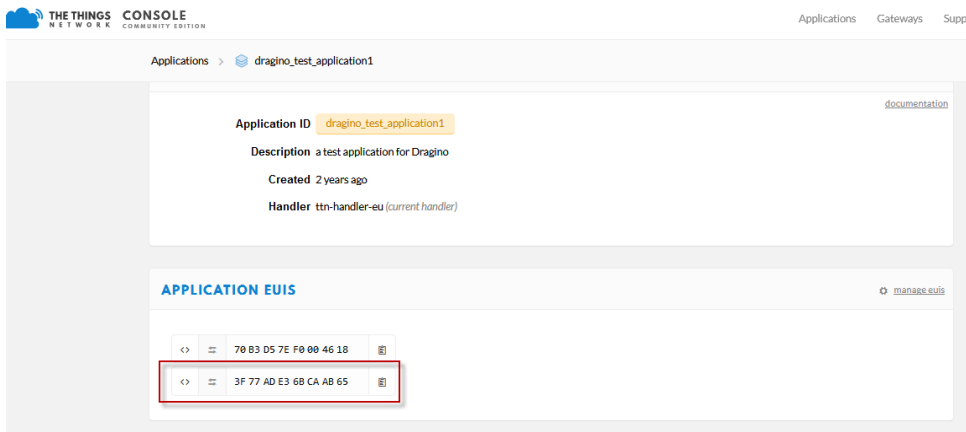 THE THINGS CONSOLE
NETWORK COMMUNITY EDITION
Applications Gateways Supp
Applications > dragino_test_application1
documentation
Application ID dragino_test_application1
Description a test application for Dragino
Created 2 years ago
Handler ttn-handler-eu (current handler)
APPLICATION EUIS
manage euis
<> 70 B3 D5 7E F0 00 46 18
<> 3F 77 AD E3 6B CA AB 65